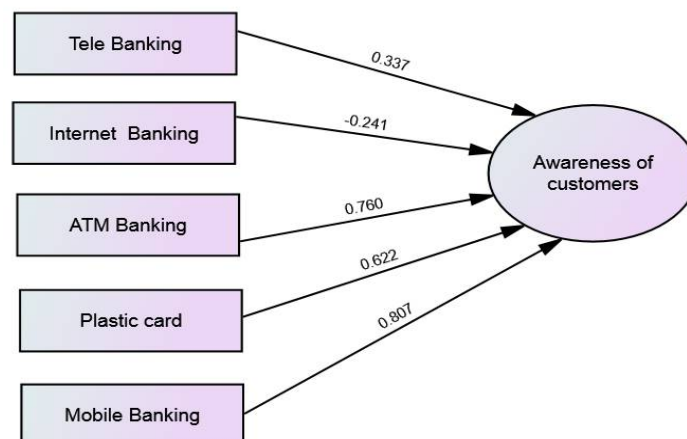 Tele Banking
0.337
Internet Banking
-0.241
Awareness of
customers
ATM Banking
0.760
Plastic card
0.622
Mobile Banking
0.807